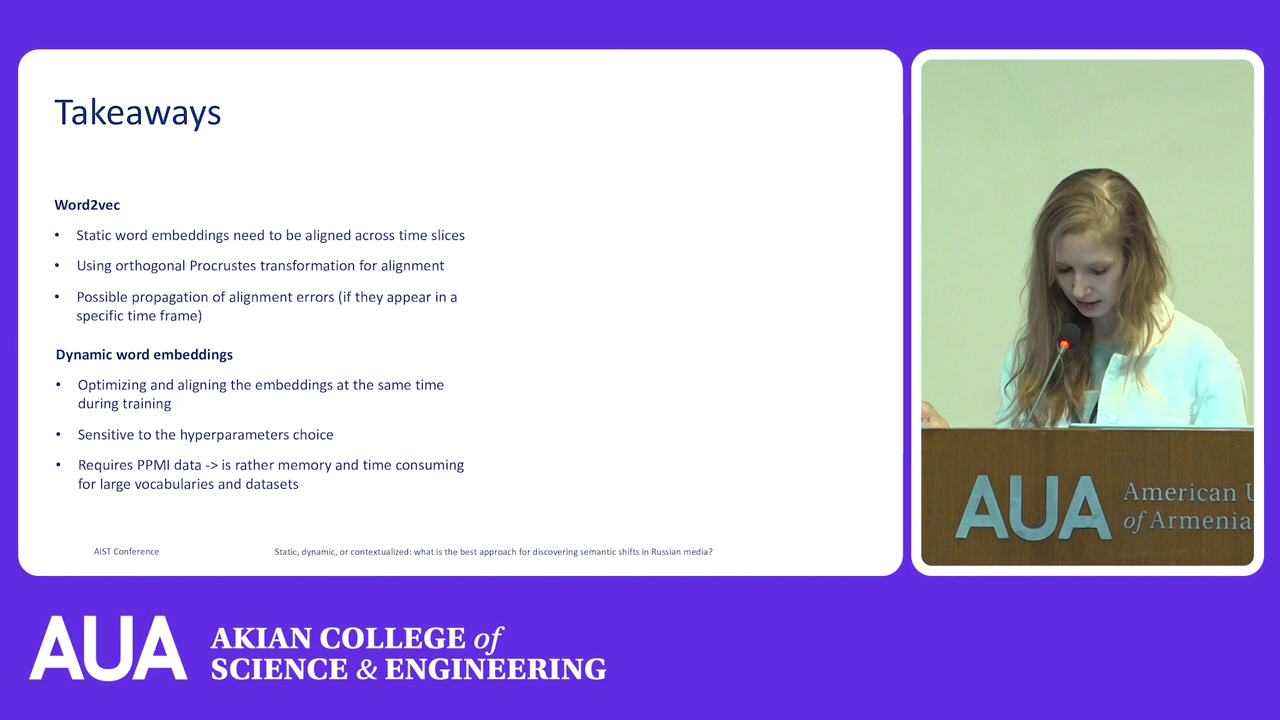 Takeaways
Word2vec
• Static word embeddings need to be aligned across time slices
• Using orthogonal Procrustes transformation for alignment
• Possible propagation of alignment errors (if they appear in a
specific time frame)
Dynamic word embeddings
• Optimizing and aligning the embeddings at the same time
during training
• Sensitive to the hyperparameters choice
• Requires PPMI data -> is rather memory and time consuming
for large vocabularies and datasets
AIST Conference
Static, dynamic, or contextualized: what is the best approach for discovering semantic shifts in Russian media?
AUA
American U
of Armenia
AUA
AKIAN COLLEGE of
SCIENCE & ENGINEERING